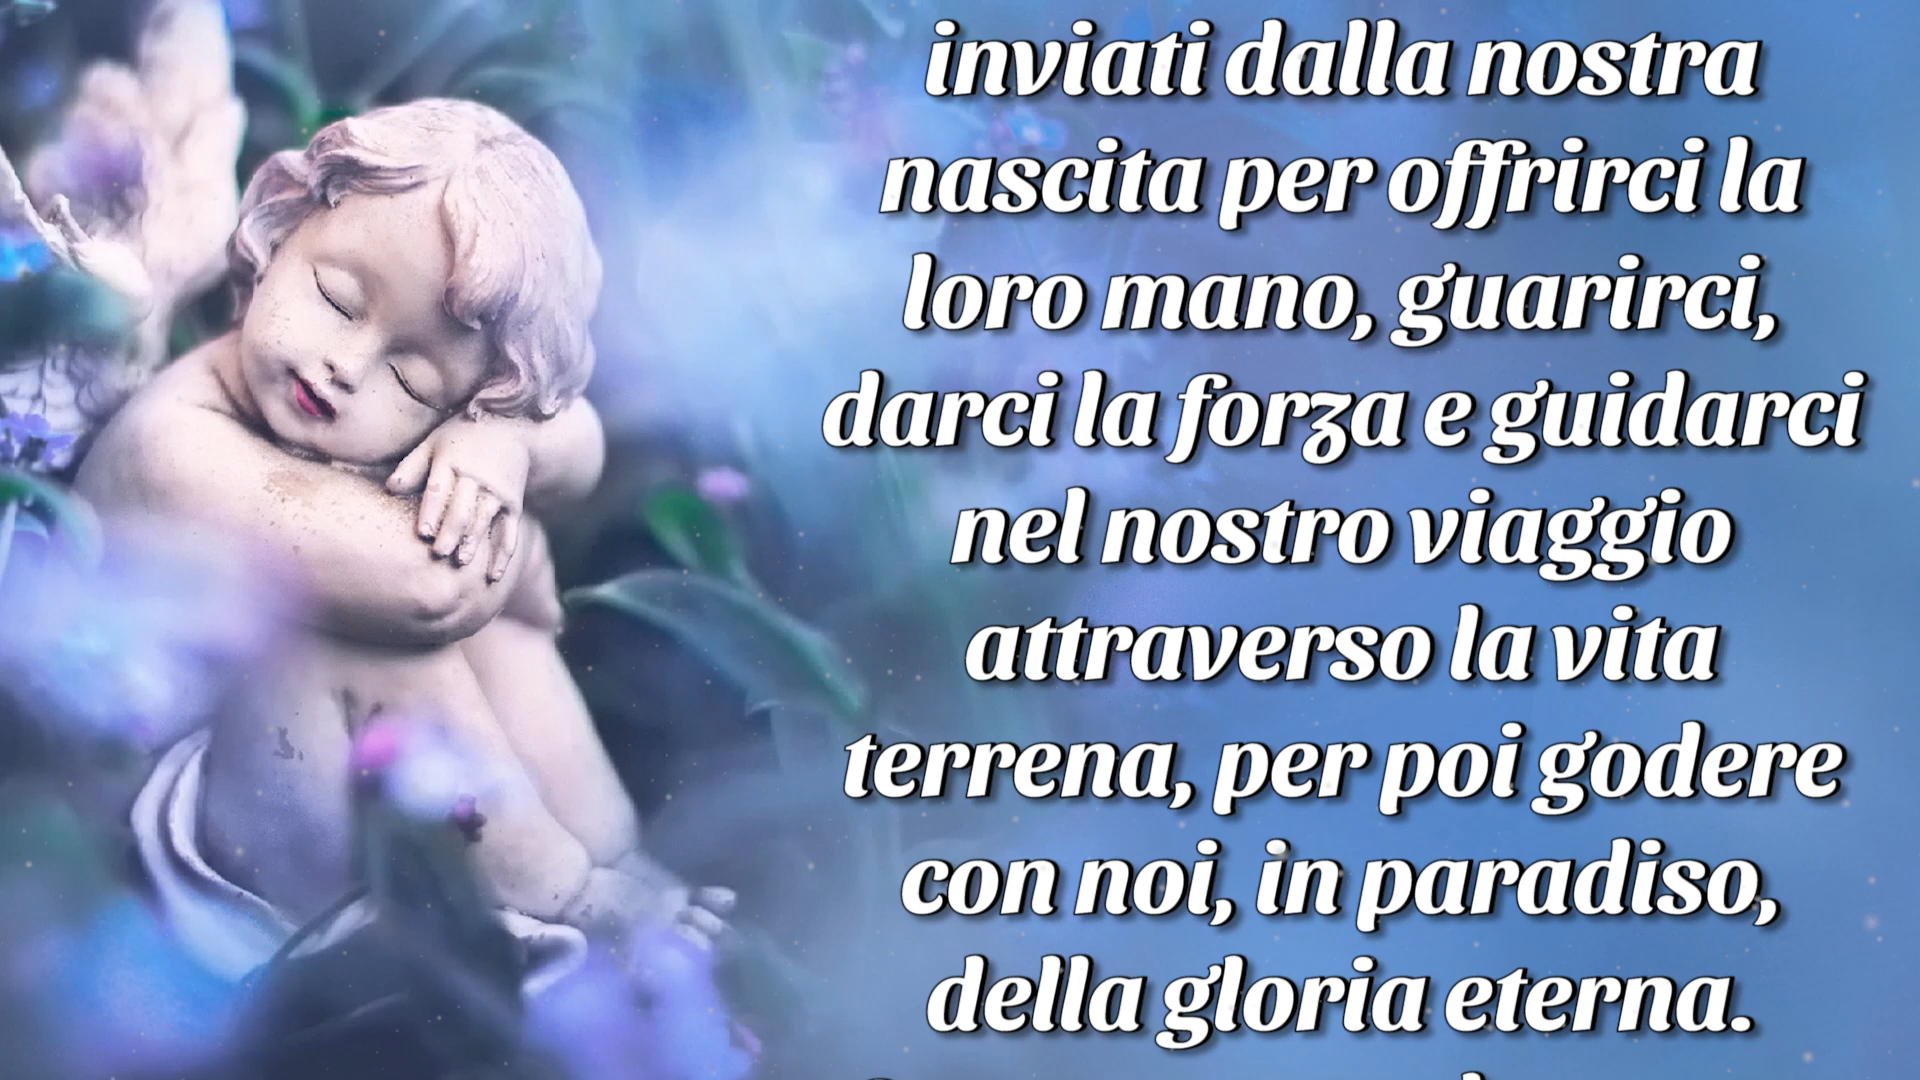 inviati dalla nostra
nascita per offrirci la
loro mano, guarirci,
darci la forza e guidarci
nel nostro viaggio
attraverso la vita
terrena, per poi godere
con noi, in paradiso,
della gloria eterna.